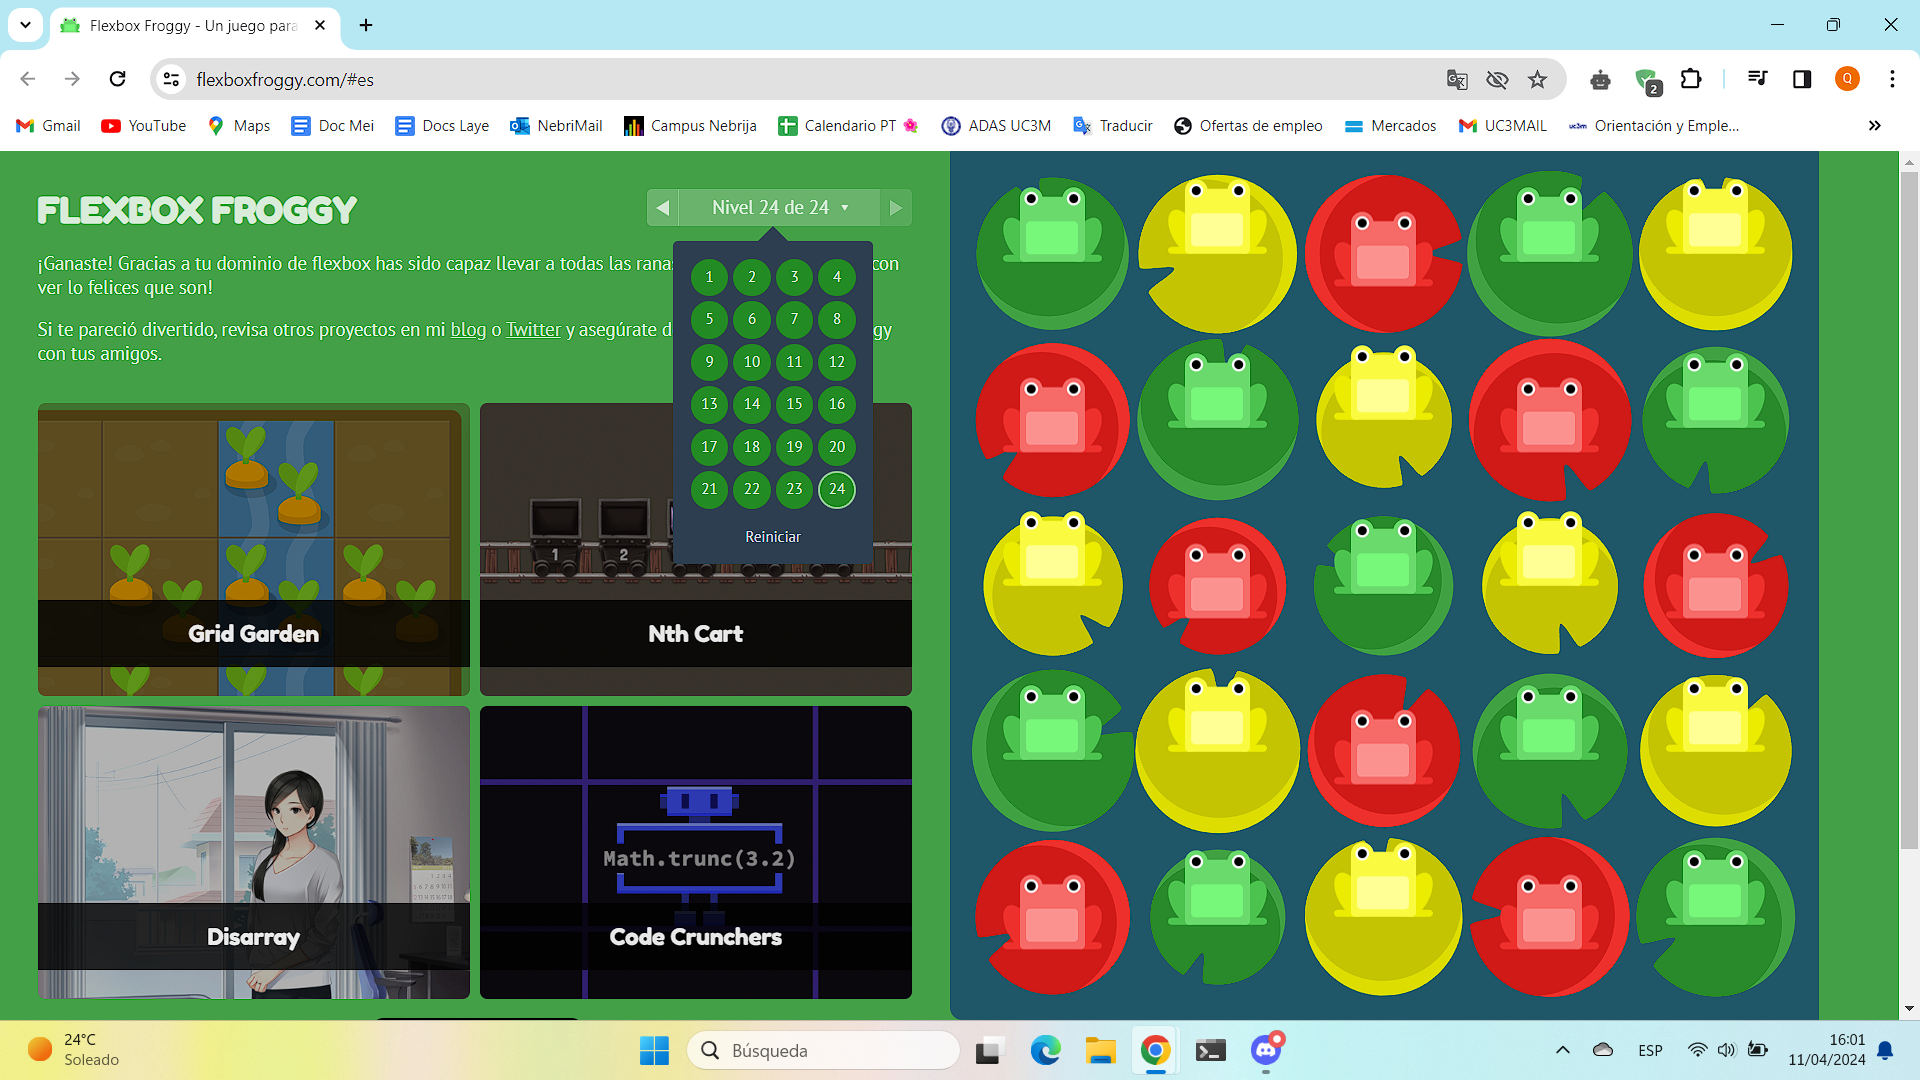 Flexbox Froggy - Un juego para
flexboxfroggy.com/#es
2
Q
Gmail
YouTube
Maps
Doc Mei
Docs Laye
NebriMail
Campus Nebrija
Calendario PT
ADAS UC3M
Traducir
Ofertas de empleo
Mercados
UC3MAIL
uc3m
Orientación y Emple...
FLEXBOX FROGGY
Nivel 24 de 24
¡Ganaste! Gracias a tu dominio de flexbox has sido capaz llevar a todas las ranas con
ver lo felices que son!
Si te pareció divertido, revisa otros proyectos en mi blog o Twitter y asegúrate d ggy
con tus amigos.
1 2 3 4
5 6 7 8
9 10 11 12
13 14 15 16
17 18 19 20
21 22 23 24
Reiniciar
1 2
Grid Garden
Nth Cart
Math.trunc(3.2)
Disarray
Code Crunchers
24°C
Soleado
Búsqueda
ESP
16:01
11/04/2024